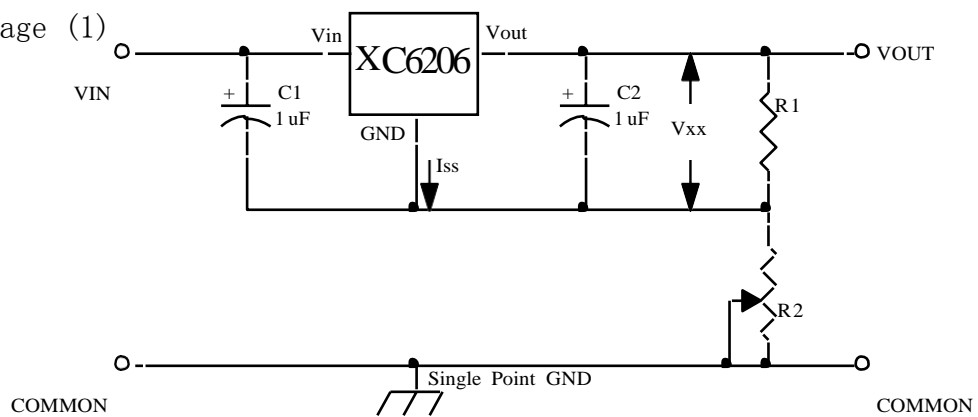 age (1)
Vin
XC6206
Vout
VOUT
VIN
+ C1
1 uF
GND
Iss
+ C2
1 uF
Vxx
R1
R2
Single Point GND
COMMON
COMMON